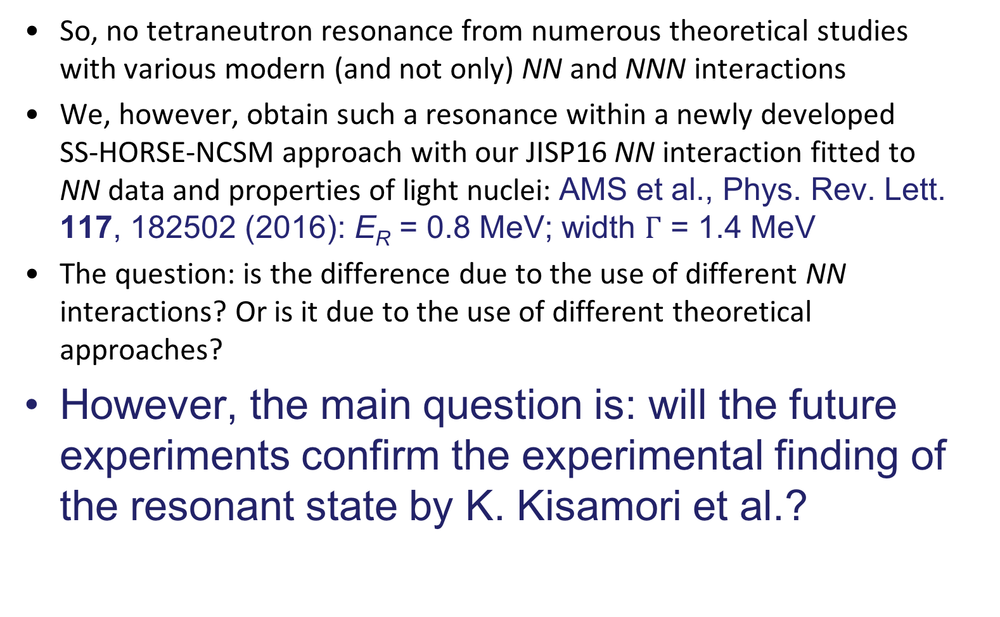 • So, no tetraneutron resonance from numerous theoretical studies
with various modern (and not only) NN and NNN interactions
• We, however, obtain such a resonance within a newly developed
SS-HORSE-NCSM approach with our JISP16 NN interaction fitted to
NN data and properties of light nuclei: AMS et al., Phys. Rev. Lett.
117, 182502 (2016): E_R = 0.8 MeV; width Γ = 1.4 MeV
• The question: is the difference due to the use of different NN
interactions? Or is it due to the use of different theoretical
approaches?
• However, the main question is: will the future
experiments confirm the experimental finding of
the resonant state by K. Kisamori et al.?